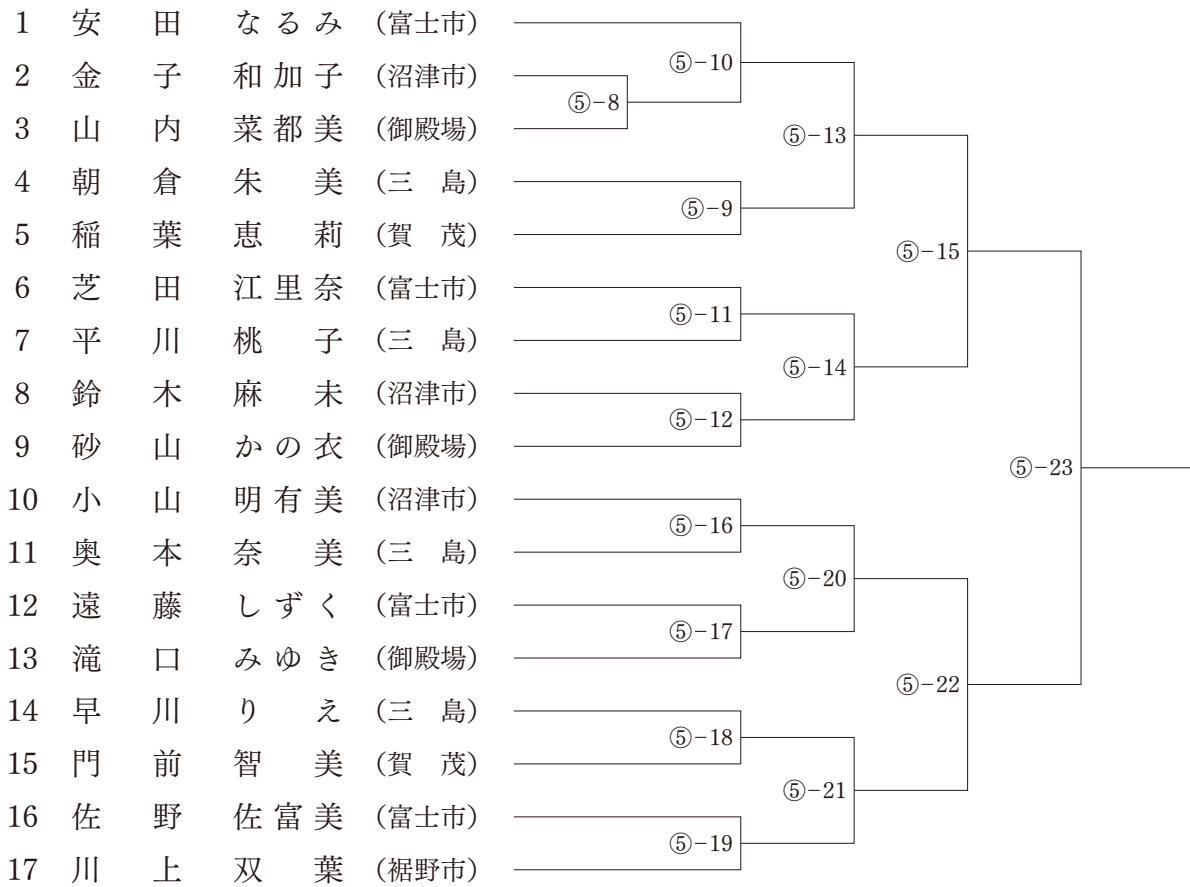 1 安田 なるみ (富士市)
⑤-10
2 金子 和加子 (沼津市)
⑤-8
3 山内 菜都美 (御殿場)
⑤-13
4 朝倉 朱美 (三島)
⑤-9
5 稲葉 恵莉 (賀茂)
⑤-15
6 芝田 江里奈 (富士市)
⑤-11
7 平川 桃子 (三島)
⑤-14
8 鈴木 麻未 (沼津市)
⑤-12
9 砂山 かの衣 (御殿場)
⑤-23
10 小山 明有美 (沼津市)
⑤-16
11 奥本 奈美 (三島)
⑤-20
12 遠藤 しずく (富士市)
⑤-17
13 滝口 みゆき (御殿場)
⑤-22
14 早川 りえ (三島)
⑤-18
15 門前 智美 (賀茂)
⑤-21
16 佐野 佐富美 (富士市)
⑤-19
17 川上 双葉 (裾野市)